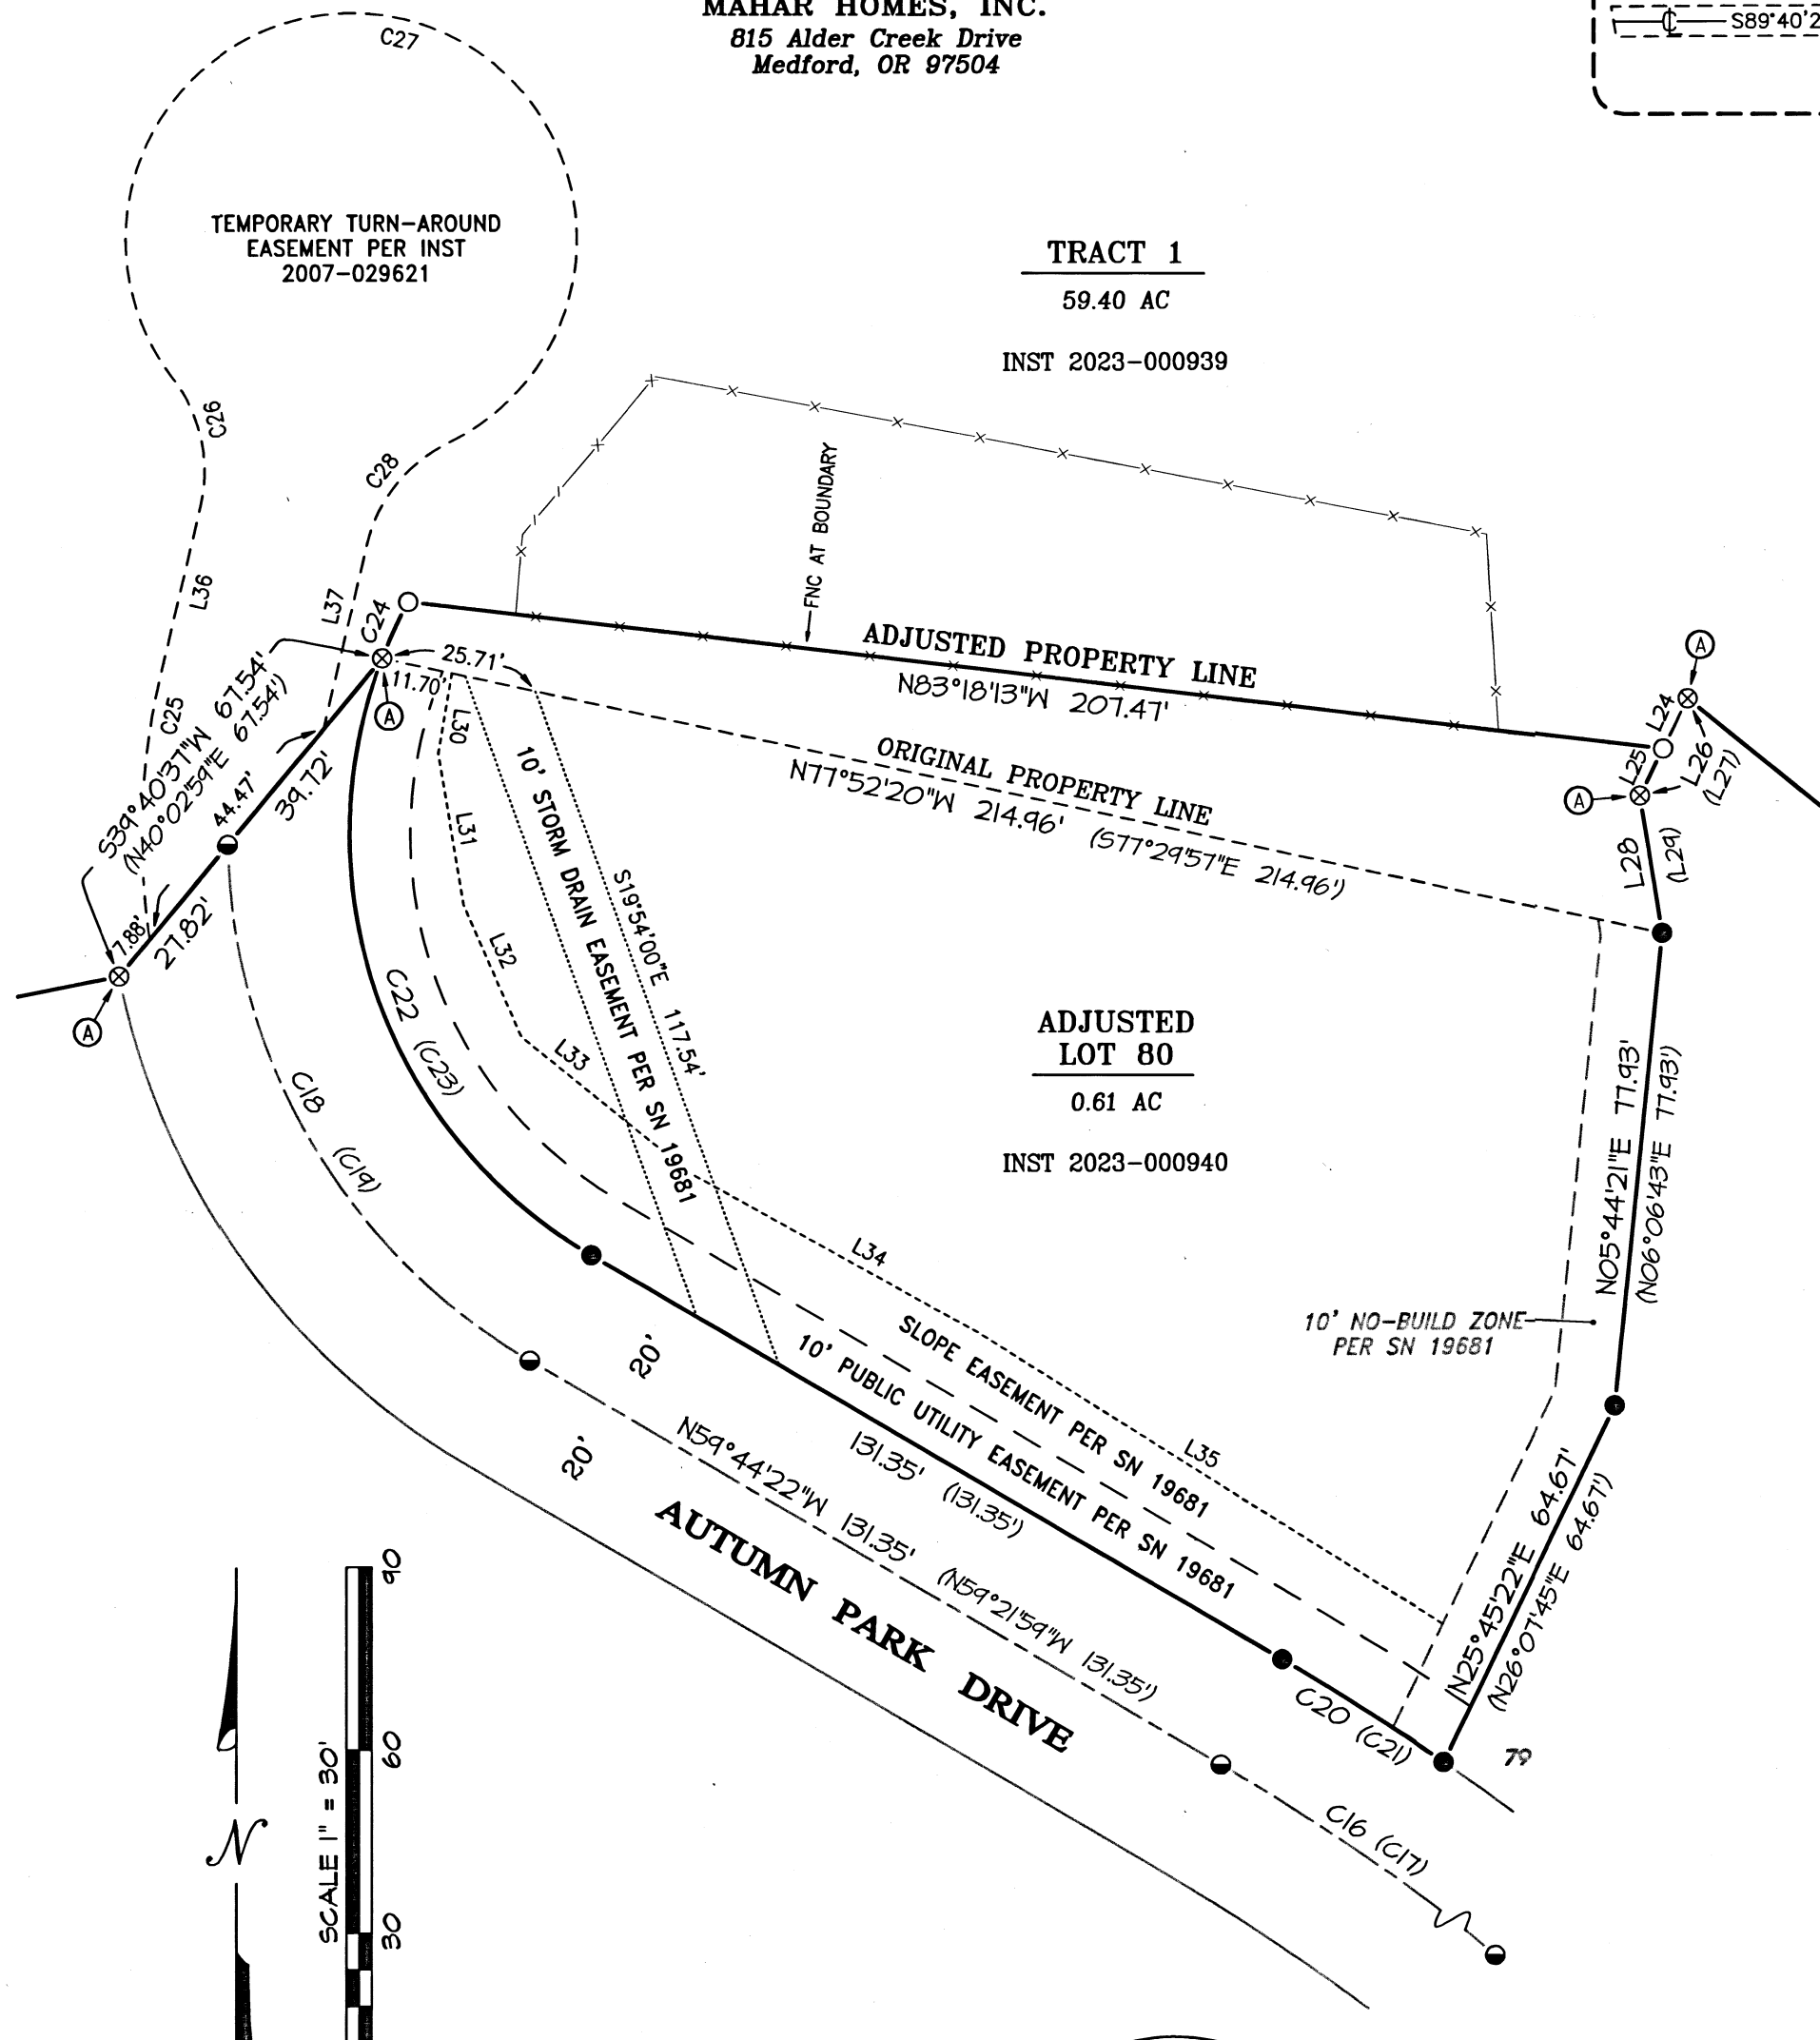 MAHAR HOMES, INC.
815 Alder Creek Drive
Medford, OR 97504
S89°40'2
C27
TEMPORARY TURN-AROUND
EASEMENT PER INST
2007-029621
TRACT 1
59.40 AC
INST 2023-000939
C26
C28
FNC AT BOUNDARY
L36
L37
C24
C25
25.71'
11.70'
A
ADJUSTED PROPERTY LINE
N83°18'13"W 207.47'
ORIGINAL PROPERTY LINE
N77°52'20"W 214.96' (S77°29'57"E 214.96')
A
L24
L25
L26
(L27)
A
L28
(L29)
S39°40'37"W 67.54'
(N40°02'59"E 67.54')
44.47'
39.72'
7.88'
27.82'
A
L30
L31
L32
L33
10' STORM DRAIN EASEMENT PER SN 19681
S19°54'00"E 117.54'
C22 (C23)
C18 (C19)
ADJUSTED
LOT 80
0.61 AC
INST 2023-000940
N05°44'21"E 77.93'
(N06°06'43"E 77.93')
10' NO-BUILD ZONE
PER SN 19681
L34
L35
SLOPE EASEMENT PER SN 19681
10' PUBLIC UTILITY EASEMENT PER SN 19681
131.35' (131.35')
20'
20'
N59°44'22"W 131.35' (N59°21'59"W 131.35')
AUTUMN PARK DRIVE
N25°45'22"E 64.67'
(N26°07'45"E 64.67')
C20 (C21)
79
C16 (C17)
N
SCALE 1" = 30'
90
60
30